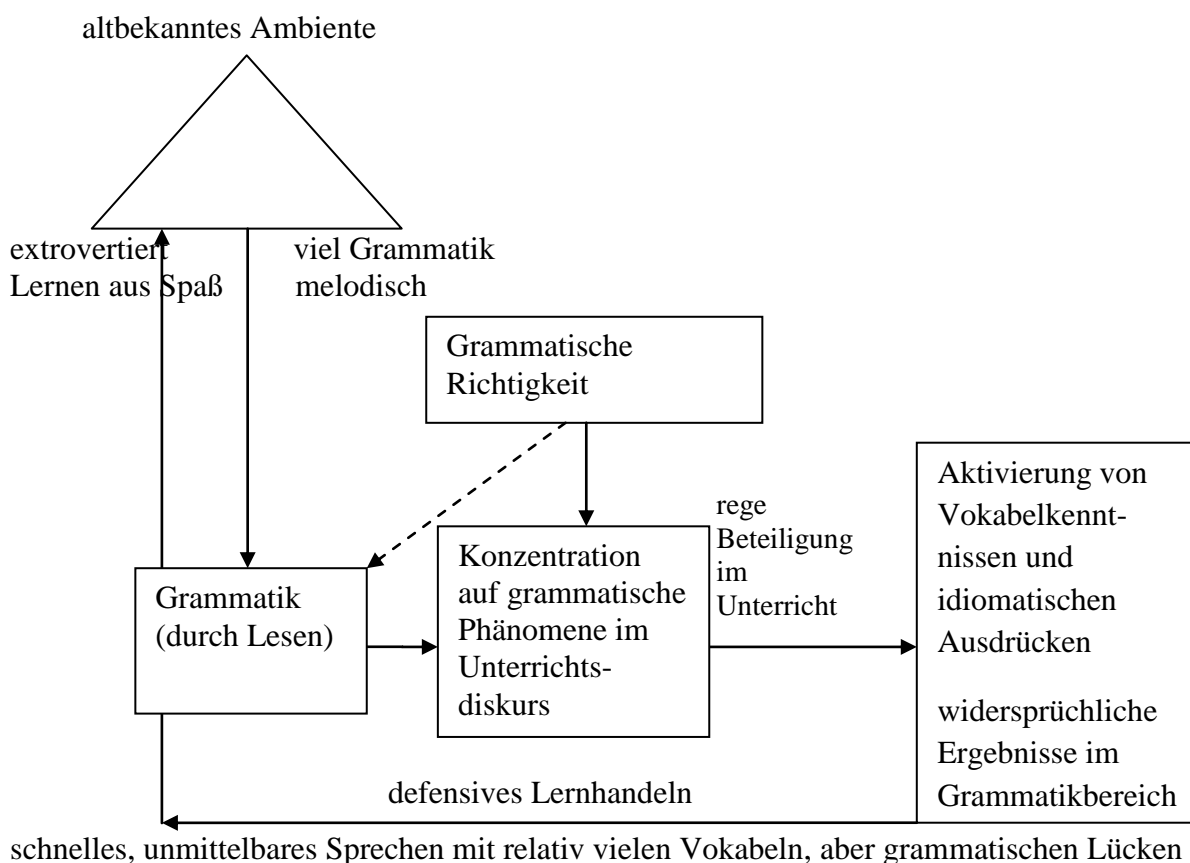 altbekanntes Ambiente
extrovertiert
Lernen aus Spaß
viel Grammatik
melodisch
Grammatische
Richtigkeit
Grammatik
(durch Lesen)
Konzentration
auf grammatische
Phänomene im
Unterrichts-
diskurs
rege
Beteiligung
im
Unterricht
Aktivierung von
Vokabelkennt-
nissen und
idiomatischen
Ausdrücken
widersprüchliche
Ergebnisse im
Grammatikbereich
defensives Lernhandeln
schnelles, unmittelbares Sprechen mit relativ vielen Vokabeln, aber grammatischen Lücken